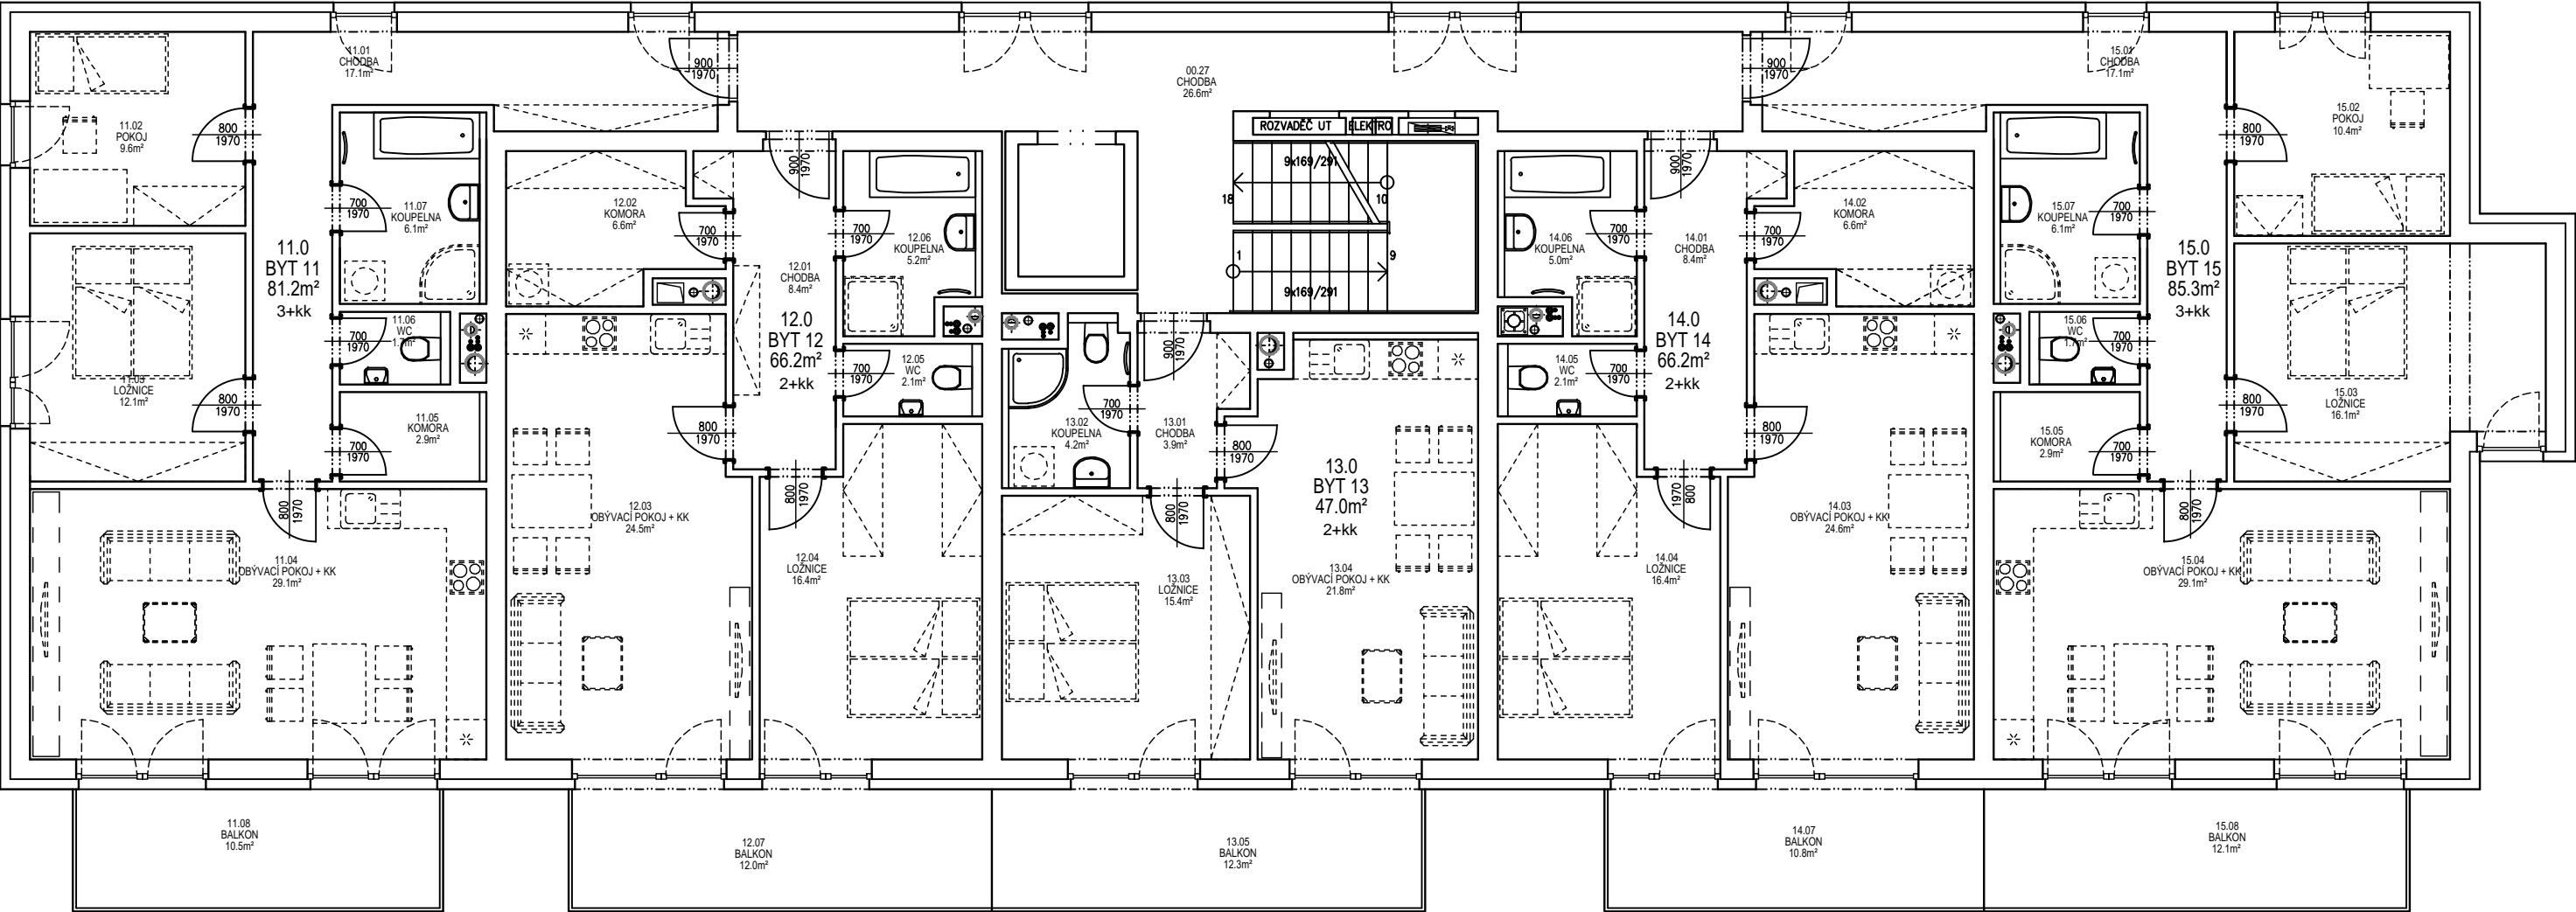 11.01
CHODBA
17.1m²
900
1970
00.27
CHODBA
26.6m²
900
1970
15.01
CHODBA
17.1m²
11.02
POKOJ
9.6m²
800
1970
ROZVADĚČ UT
ELEKTRO
15.02
POKOJ
10.4m²
800
1970
900
1970
900
1970
9x169/291
18
10
1
9
9x169/291
11.07
KOUPELNA
6.1m²
700
1970
12.02
KOMORA
6.6m²
700
1970
12.06
KOUPELNA
5.2m²
700
1970
14.06
KOUPELNA
5.0m²
700
1970
14.01
CHODBA
8.4m²
14.02
KOMORA
6.6m²
700
1970
15.07
KOUPELNA
6.1m²
700
1970
11.0
BYT 11
81.2m²
3+kk
12.01
CHODBA
8.4m²
15.0
BYT 15
85.3m²
3+kk
11.06
WC
1.7m²
700
1970
12.0
BYT 12
66.2m²
2+kk
12.05
WC
2.1m²
700
1970
900
1970
14.05
WC
2.1m²
700
1970
14.0
BYT 14
66.2m²
2+kk
15.06
WC
1.7m²
700
1970
11.03
LOŽNICE
12.1m²
800
1970
11.05
KOMORA
2.9m²
700
1970
800
1970
13.02
KOUPELNA
4.2m²
700
1970
13.01
CHODBA
3.9m²
800
1970
800
1970
15.05
KOMORA
2.9m²
700
1970
15.03
LOŽNICE
16.1m²
800
1970
13.0
BYT 13
47.0m²
2+kk
800
1970
800
1970
800
1970
800
1970
800
1970
12.03
OBÝVACÍ POKOJ + KK
24.5m²
14.03
OBÝVACÍ POKOJ + KK
24.6m²
11.04
OBÝVACÍ POKOJ + KK
29.1m²
12.04
LOŽNICE
16.4m²
13.03
LOŽNICE
15.4m²
13.04
OBÝVACÍ POKOJ + KK
21.8m²
14.04
LOŽNICE
16.4m²
15.04
OBÝVACÍ POKOJ + KK
29.1m²
11.08
BALKON
10.5m²
12.07
BALKON
12.0m²
13.05
BALKON
12.3m²
14.07
BALKON
10.8m²
15.08
BALKON
12.1m²